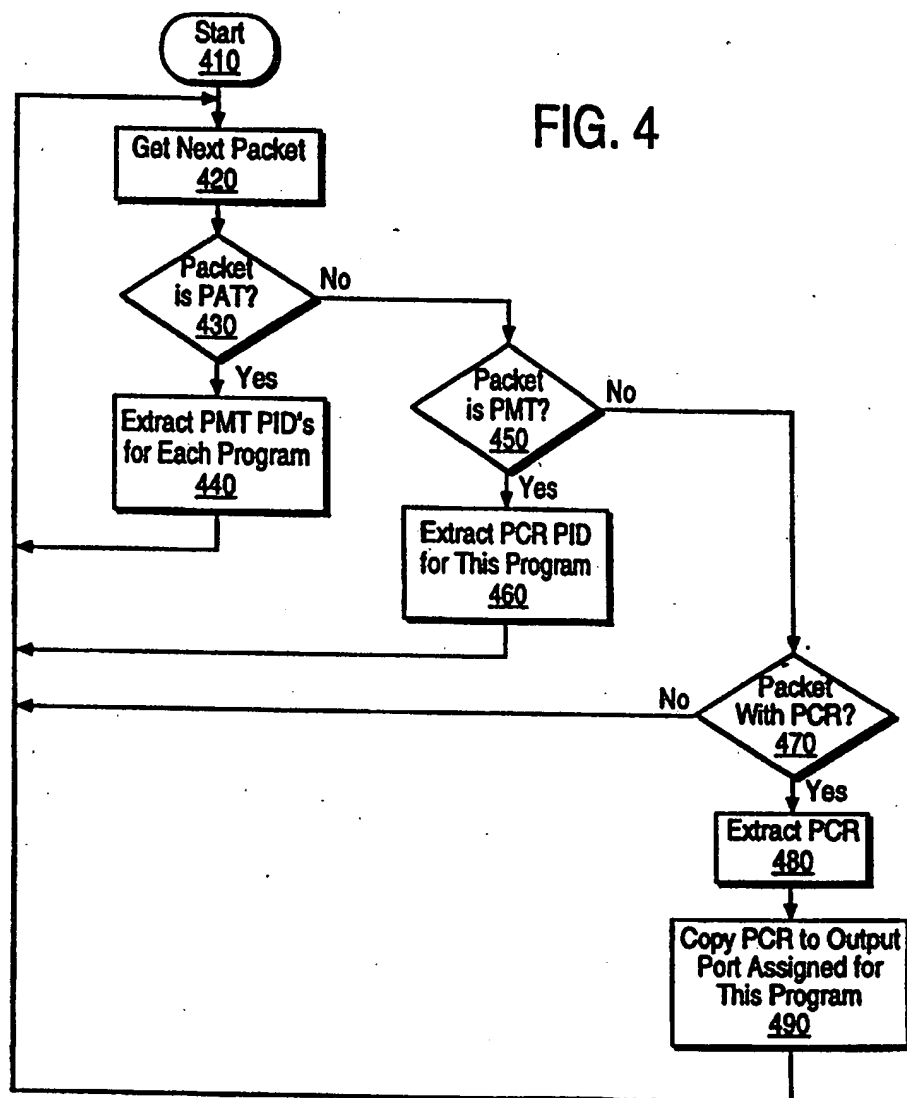 Start
410
FIG. 4
Get Next Packet
420
Packet
is PAT?
430
No
Yes
Extract PMT PID's
for Each Program
440
Packet
is PMT?
450
No
Yes
Extract PCR PID
for This Program
460
Packet
With PCR?
470
No
Yes
Extract PCR
480
Copy PCR to Output
Port Assigned for
This Program
490